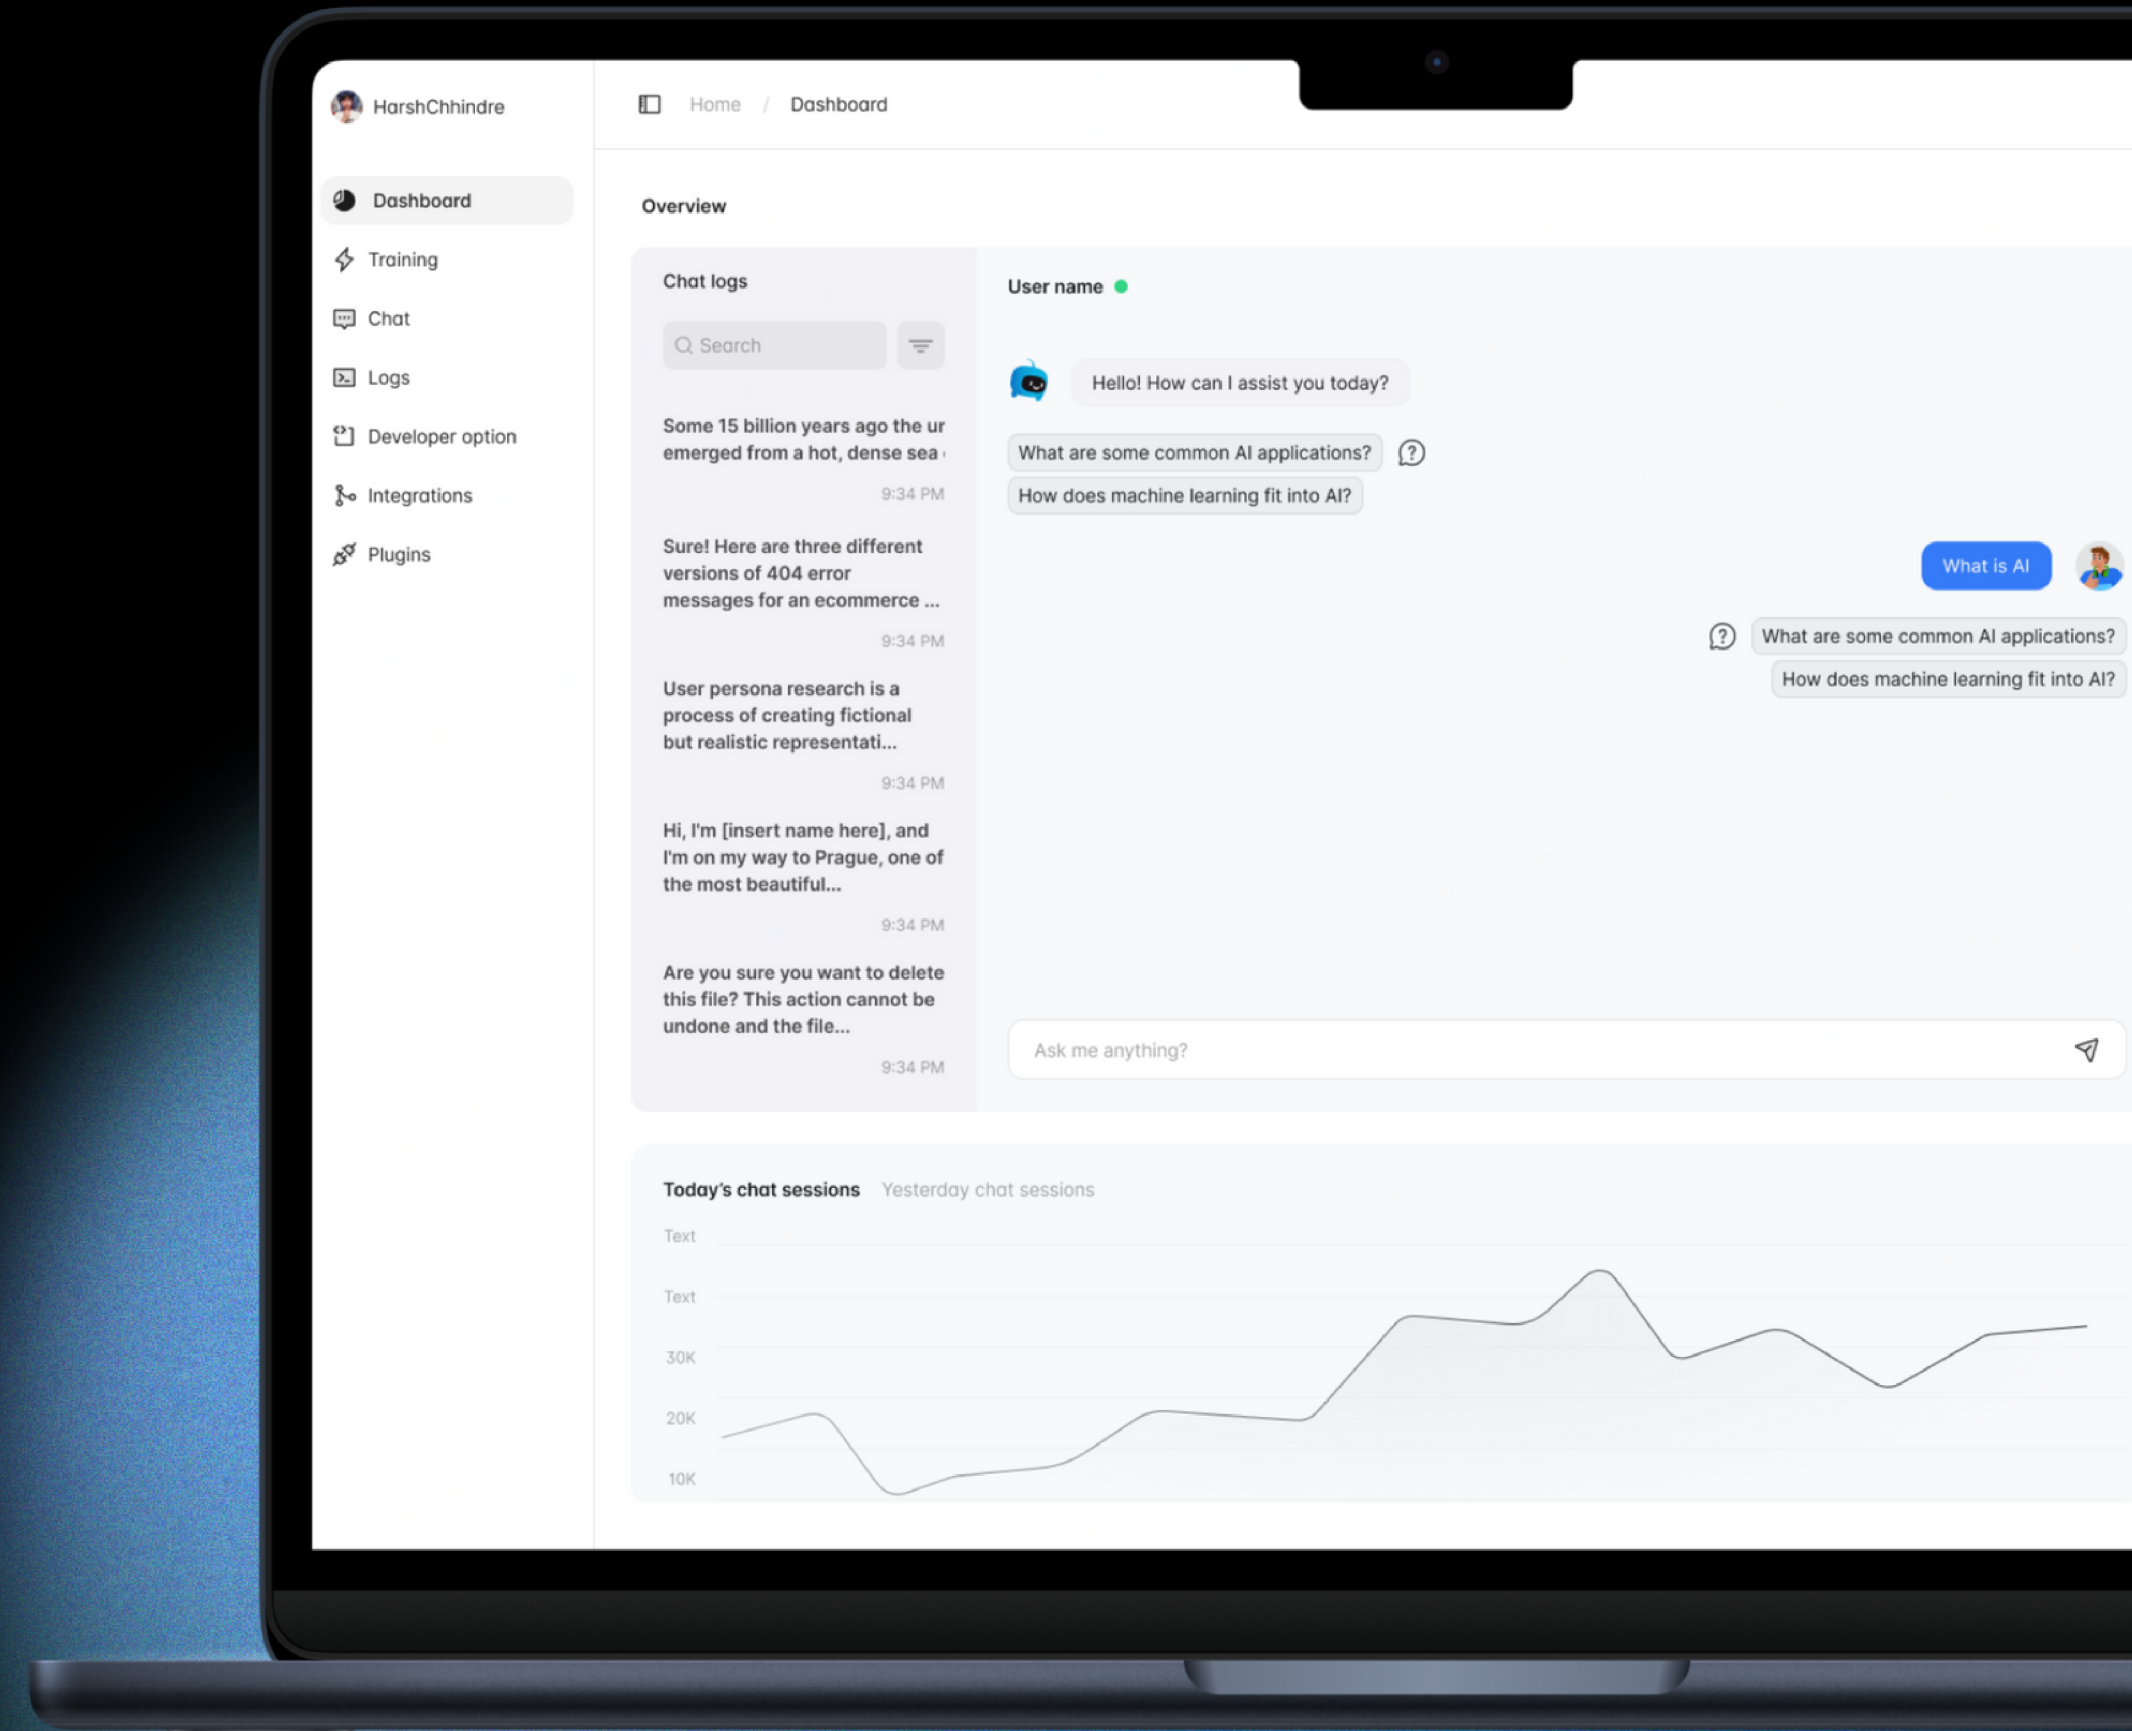 HarshChhindre
Dashboard
Training
Chat
Logs
Developer option
Integrations
Plugins
Home / Dashboard
Overview
Chat logs
Search
Some 15 billion years ago the
emerged from a hot, dense sea
9:34 PM
Sure! Here are three different
versions of 404 error
messages for an ecommerce ...
9:34 PM
User persona research is a
process of creating fictional
but realistic representati...
9:34 PM
Hi, I'm [insert name here], and
I'm on my way to Prague, one of
the most beautiful...
9:34 PM
Are you sure you want to delete
this file? This action cannot be
undone and the file...
9:34 PM
User name
Hello! How can I assist you today?
What are some common AI applications?
How does machine learning fit into AI?
What is AI
What are some common AI applications?
How does machine learning fit into AI?
Ask me anything?
Today's chat sessions Yesterday chat sessions
Text
Text
30K
20K
10K